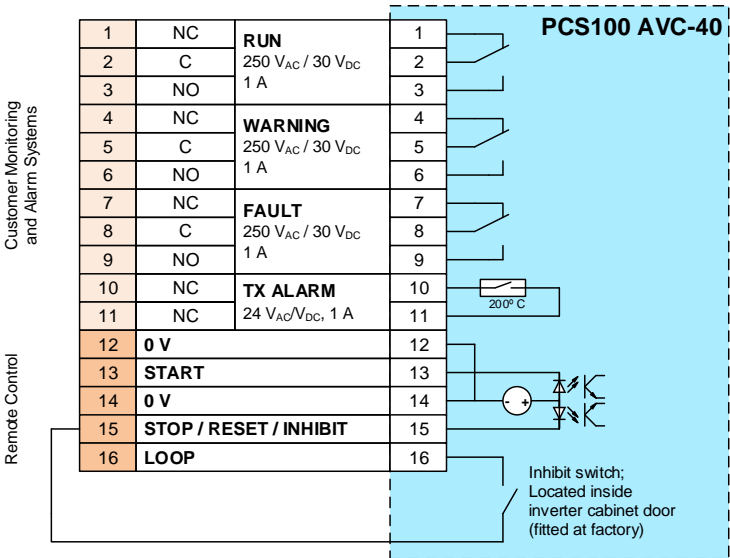 PCS100 AVC-40
Customer Monitoring
and Alarm Systems
1 NC RUN 1
2 C 250 VAC / 30 VDC 2
3 NO 1 A 3
4 NC WARNING 4
5 C 250 VAC / 30 VDC 5
6 NO 1 A 6
7 NC FAULT 7
8 C 250 VAC / 30 VDC 8
9 NO 1 A 9
10 NC TX ALARM 10
200º C
11 NC 24 VAC/VDC, 1 A 11
Remote Control
12 0 V 12
13 START 13
14 0 V 14
- +
15 STOP / RESET / INHIBIT 15
16 LOOP 16
Inhibit switch;
Located inside
inverter cabinet door
(fitted at factory)